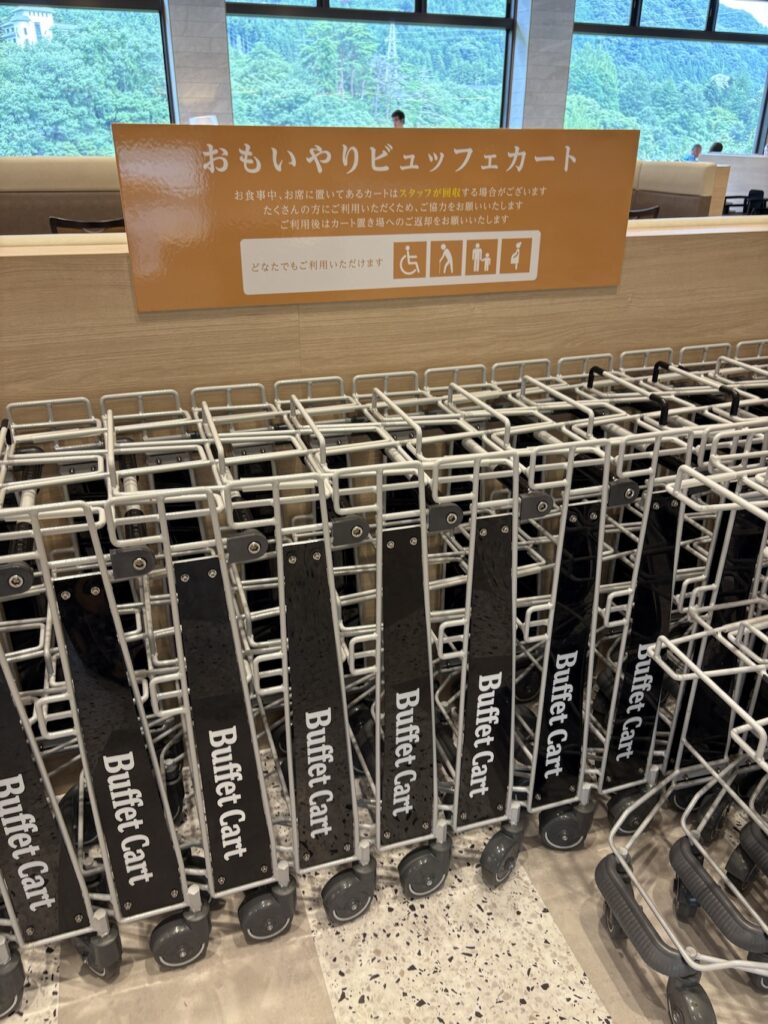 おもいやりビュッフェカート
お食事中、お席に置いてあるカートはスタッフが回収する場合がございます
たくさんの方にご利用いただくため、ご協力をお願いいたします
ご利用後はカート置き場へのご返却をお願いいたします
どなたでもご利用いただけます
Buffet Cart
Buffet Cart
Buffet Cart
Buffet Cart
Buffet Cart
Buffet Cart
Buffet Cart
Buffet Cart